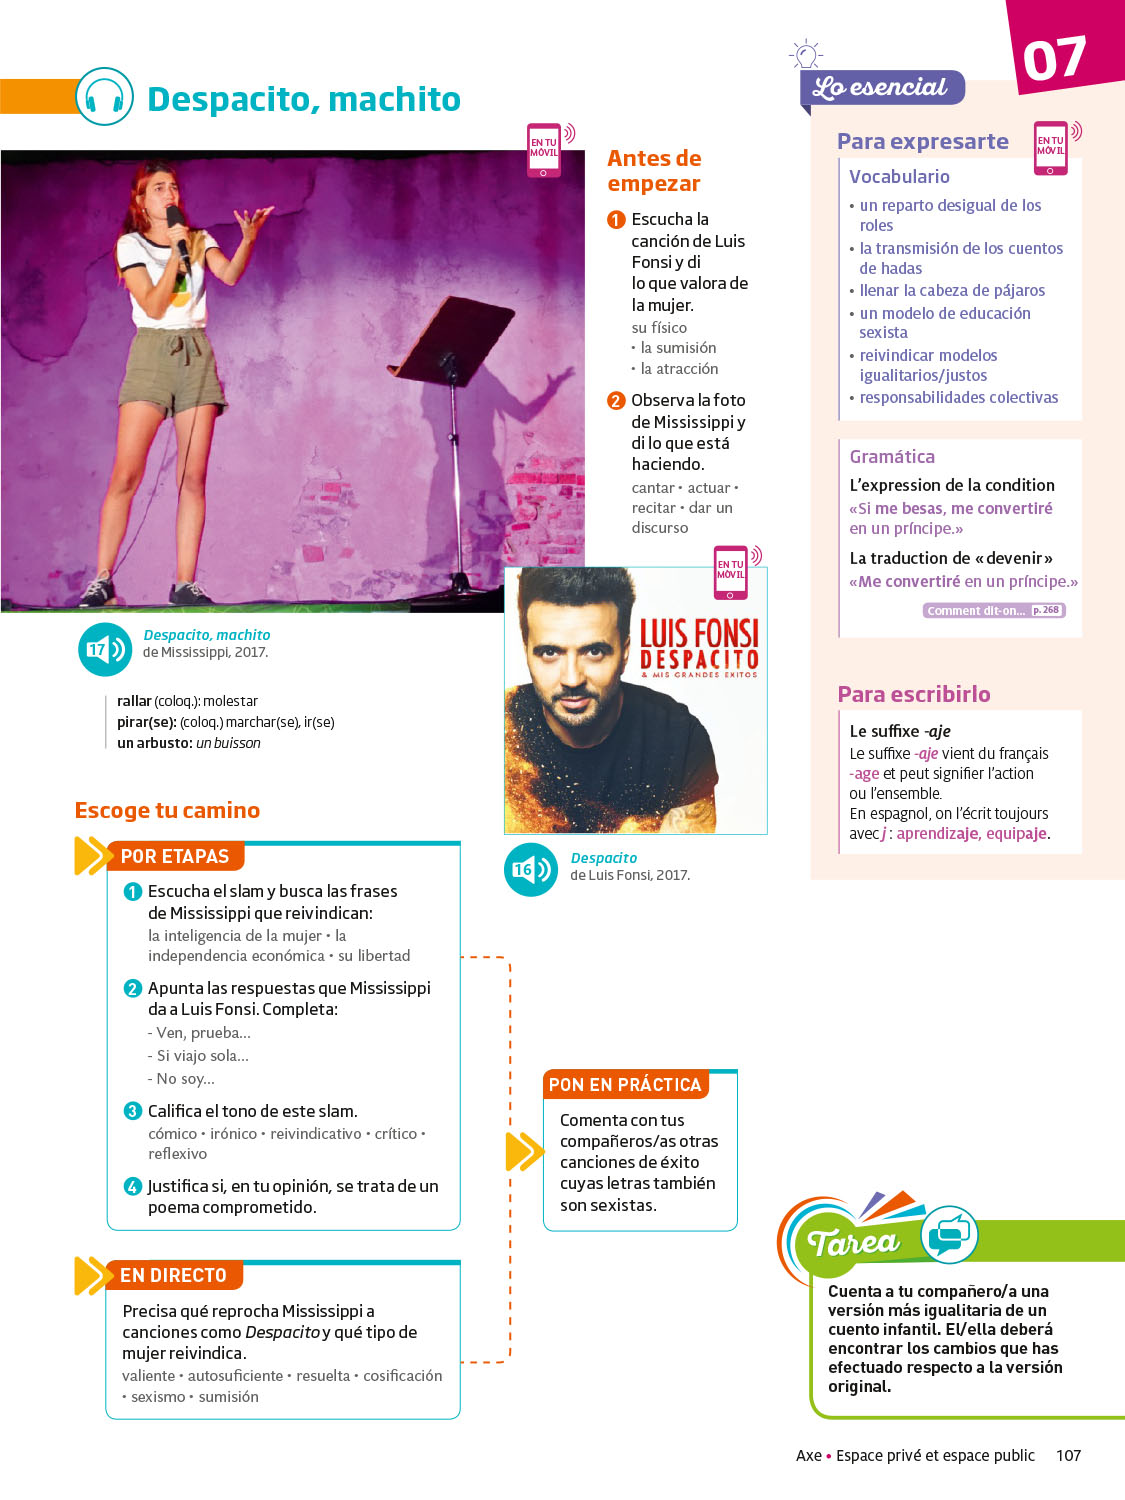 07
Despacito, machito
EN TU
MÓVIL
Antes de
empezar
1 Escucha la
canción de Luis
Fonsi y di
lo que valora de
la mujer.
su físico
• la sumisión
• la atracción
2 Observa la foto
de Mississippi y
di lo que está
haciendo.
cantar • actuar •
recitar • dar un
discurso
EN TU
MÓVIL
LUIS FONSI
DESPACITO
& MIS GRANDES EXITOS
17
Despacito, machito
de Mississippi, 2017.
rallar (coloq.): molestar
pirar(se): (coloq.) marchar(se), ir(se)
un arbusto: un buisson
16
Despacito
de Luis Fonsi, 2017.
Escoge tu camino
POR ETAPAS
1 Escucha el slam y busca las frases
de Mississippi que reivindican:
la inteligencia de la mujer • la
independencia económica • su libertad
2 Apunta las respuestas que Mississippi
da a Luis Fonsi. Completa:
- Ven, prueba...
- Si viajo sola...
- No soy...
3 Califica el tono de este slam.
cómico • irónico • reivindicativo • crítico •
reflexivo
4 Justifica si, en tu opinión, se trata de un
poema comprometido.
EN DIRECTO
Precisa qué reprocha Mississippi a
canciones como Despacito y qué tipo de
mujer reivindica.
valiente • autosuficiente • resuelta • cosificación
• sexismo • sumisión
PON EN PRÁCTICA
Comenta con tus
compañeros/as otras
canciones de éxito
cuyas letras también
son sexistas.
Lo esencial
Para expresarte
EN TU
MÓVIL
Vocabulario
• un reparto desigual de los
roles
• la transmisión de los cuentos
de hadas
• llenar la cabeza de pájaros
• un modelo de educación
sexista
• reivindicar modelos
igualitarios/justos
• responsabilidades colectivas
Gramática
L'expression de la condition
«Si me besas, me convertiré
en un príncipe.»
La traduction de «devenir»
«Me convertiré en un príncipe.»
Comment dit-on... p. 268
Para escribirlo
Le suffixe -aje
Le suffixe -aje vient du français
-age et peut signifier l'action
ou l'ensemble.
En espagnol, on l'écrit toujours
avec j : aprendizaje, equipaje.
Tarea
Cuenta a tu compañero/a una
versión más igualitaria de un
cuento infantil. El/ella deberá
encontrar los cambios que has
efectuado respecto a la versión
original.
Axe • Espace privé et espace public 107